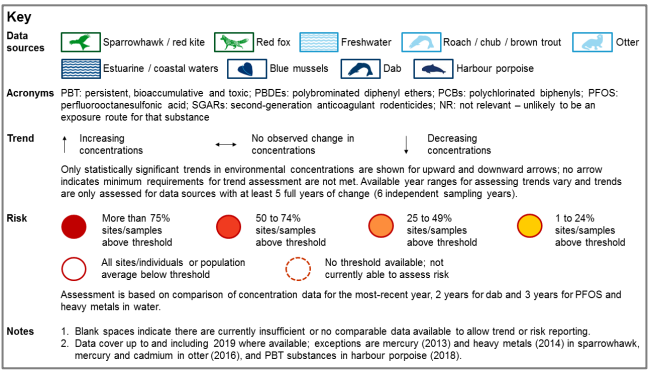 Key
Data sources
Sparrowhawk / red kite
Red fox
Freshwater
Roach / chub / brown trout
Otter
Estuarine / coastal waters
Blue mussels
Dab
Harbour porpoise
Acronyms
PBT: persistent, bioaccumulative and toxic; PBDEs: polybrominated diphenyl ethers; PCBs: polychlorinated biphenyls; PFOS:
perfluorooctanesulfonic acid; SGARs: second-generation anticoagulant rodenticides; NR: not relevant – unlikely to be an
exposure route for that substance
Trend
Increasing
concentrations
No observed change in
concentrations
Decreasing
concentrations
Only statistically significant trends in environmental concentrations are shown for upward and downward arrows; no arrow
indicates minimum requirements for trend assessment are not met. Available year ranges for assessing trends vary and trends
are only assessed for data sources with at least 5 full years of change (6 independent sampling years).
Risk
More than 75%
sites/samples
above threshold
50 to 74%
sites/samples
above threshold
25 to 49%
sites/samples
above threshold
1 to 24%
sites/samples
above threshold
All sites/individuals or population
average below threshold
No threshold available; not
currently able to assess risk
Assessment is based on comparison of concentration data for the most-recent year, 2 years for dab and 3 years for PFOS and
heavy metals in water.
Notes
1. Blank spaces indicate there are currently insufficient or no comparable data available to allow trend or risk reporting.
2. Data cover up to and including 2019 where available; exceptions are mercury (2013) and heavy metals (2014) in sparrowhawk,
mercury and cadmium in otter (2016), and PBT substances in harbour porpoise (2018).